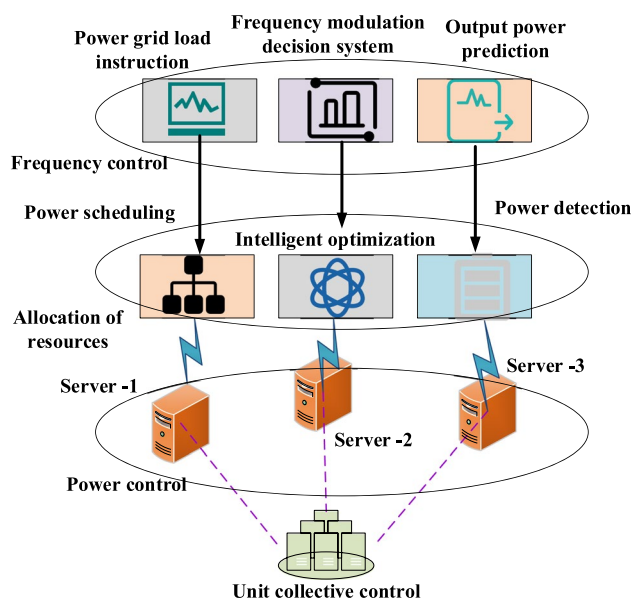 Power grid load
instruction
Frequency modulation
decision system
Output power
prediction
Frequency control
Power scheduling
Power detection
Intelligent optimization
Allocation of
resources
Server -1
Server -3
Server -2
Power control
Unit collective control